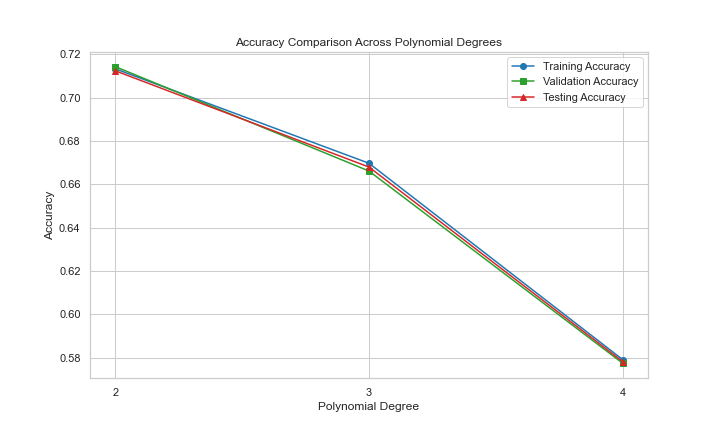 Accuracy Comparison Across Polynomial Degrees
Training Accuracy
Validation Accuracy
Testing Accuracy
0.72
0.70
0.68
0.66
0.64
0.62
0.60
0.58
Accuracy
2 3 4
Polynomial Degree